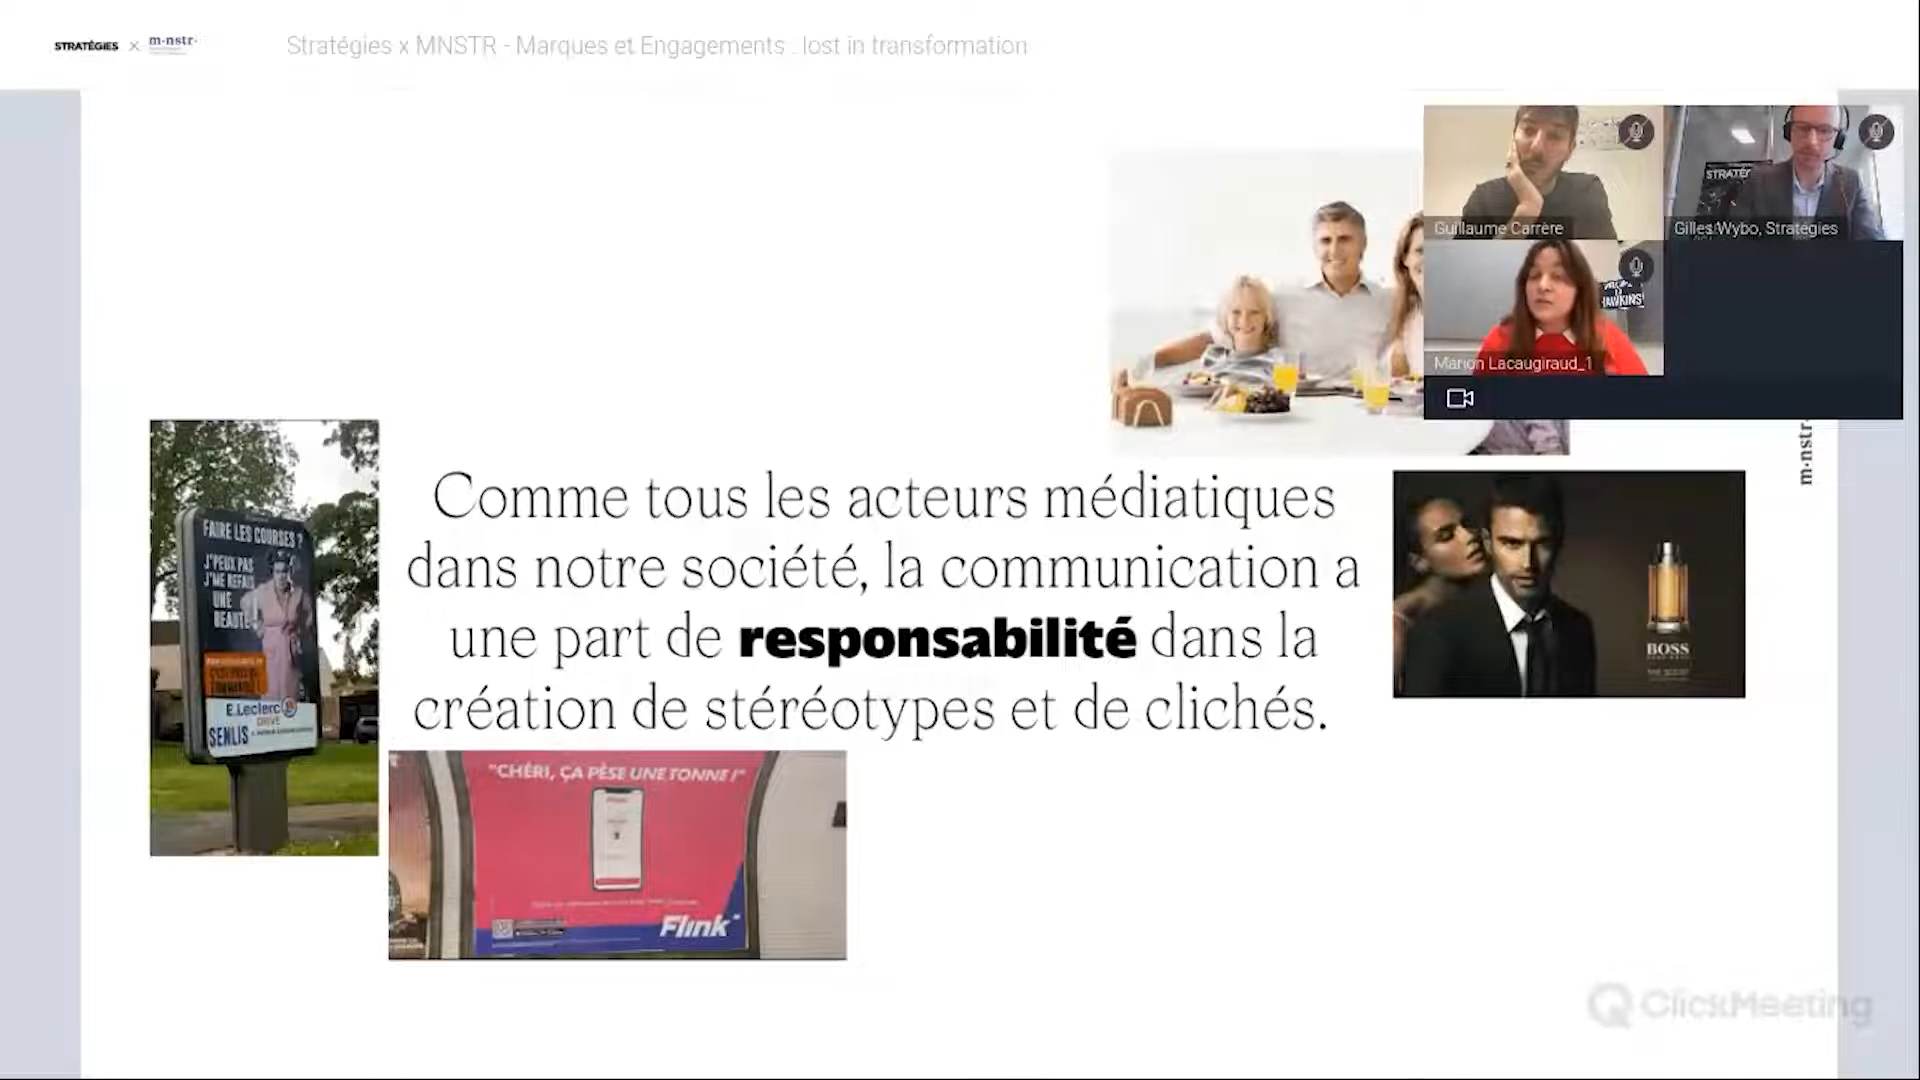 STRATÉGIES × m·nstr·
Stratégies x MNSTR - Marques et Engagements : lost in transformation
STRATÉG
Guillaume Carrère
Gilles Wybo, Stratégies
HAWKINS!
Marion Lacaugiraud_1
m·nstr·
Comme tous les acteurs médiatiques
dans notre société, la communication a
une part de responsabilité dans la
création de stéréotypes et de clichés.
FAIRE LES COURSES ?
J'PEUX PAS
J'ME REFAIS
UNE
BEAUTÉ
E.Leclerc
DRIVE
SENLIS
BOSS
"CHÉRI, ÇA PÈSE UNE TONNE !"
Flink
ClickMeeting